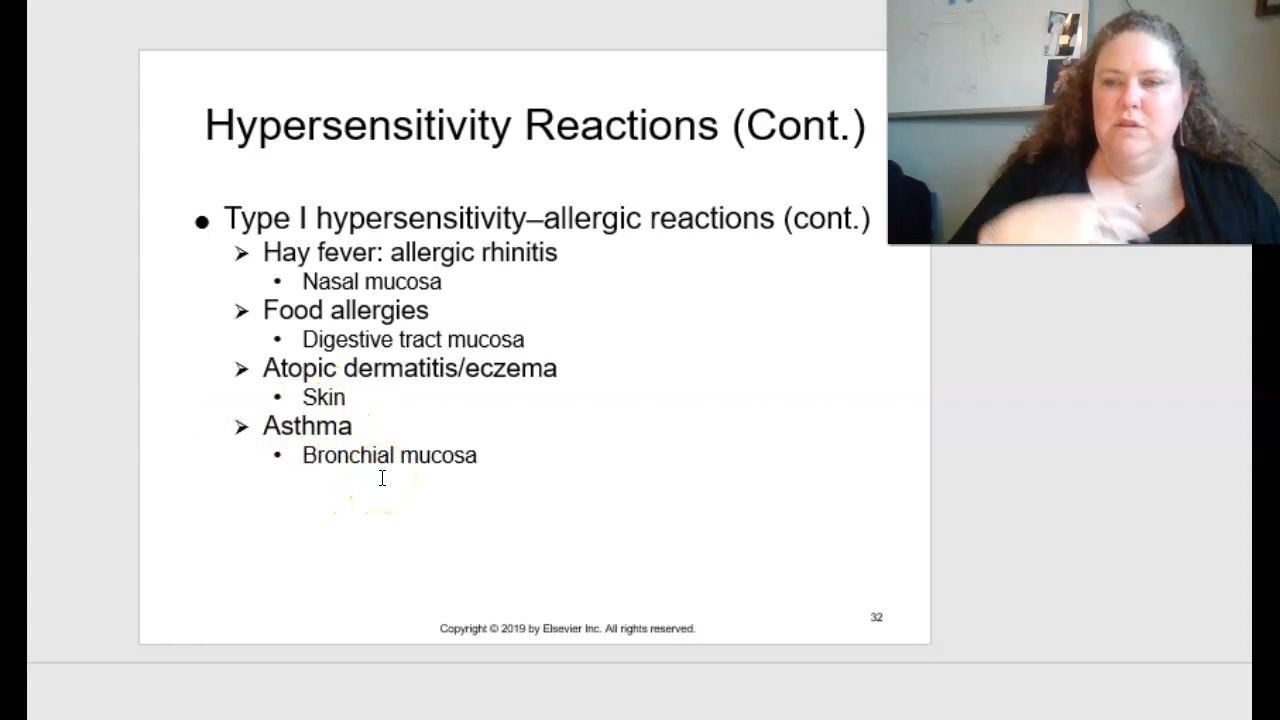 Hypersensitivity Reactions (Cont.)
● Type I hypersensitivity–allergic reactions (cont.)
➢ Hay fever: allergic rhinitis
• Nasal mucosa
➢ Food allergies
• Digestive tract mucosa
➢ Atopic dermatitis/eczema
• Skin
➢ Asthma
• Bronchial mucosa
32
Copyright © 2019 by Elsevier Inc. All rights reserved.